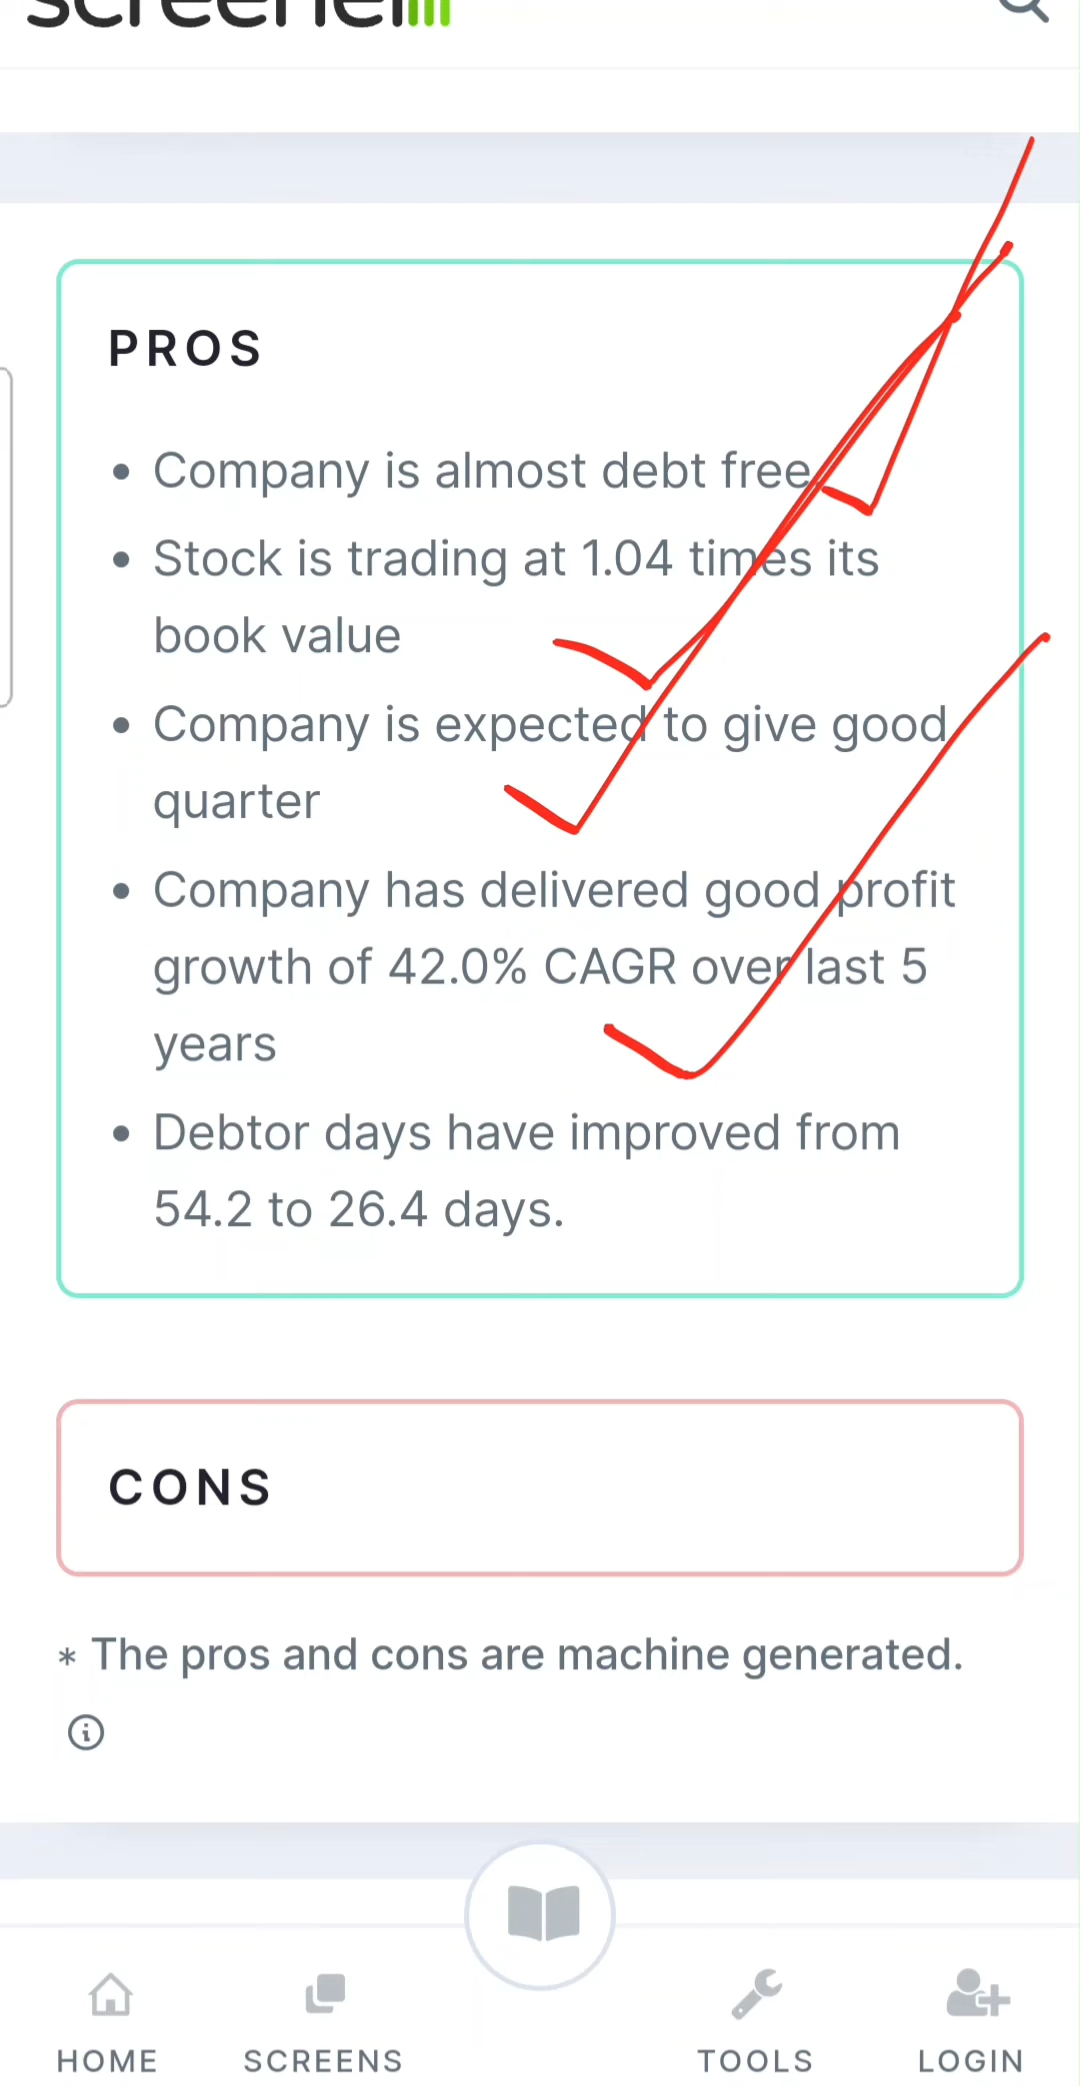 screener
PROS
Company is almost debt free.
Stock is trading at 1.04 times its
book value
Company is expected to give good
quarter
Company has delivered good profit
growth of 42.0% CAGR over last 5
years
Debtor days have improved from
54.2 to 26.4 days.
CONS
* The pros and cons are machine generated.
HOME
SCREENS
TOOLS
LOGIN